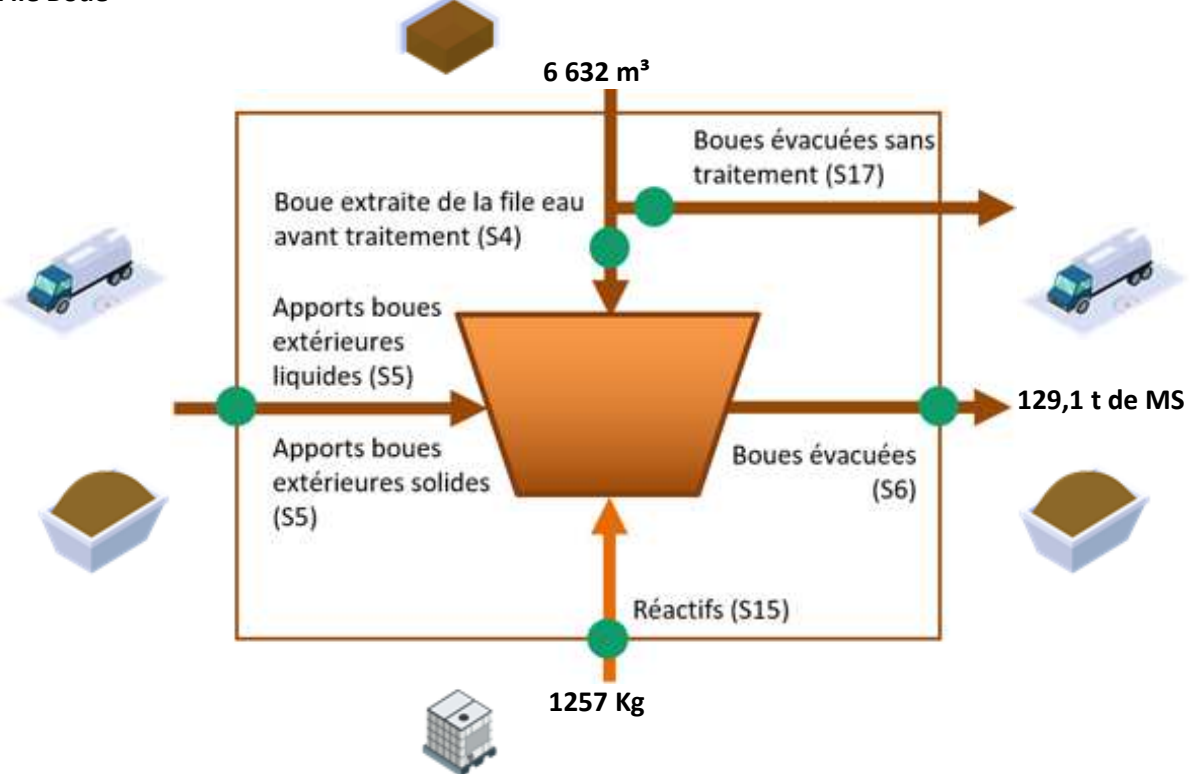 File Boue
6 632 m³
Boues évacuées sans
traitement (S17)
Boue extraite de la file eau
avant traitement (S4)
Apports boues
extérieures
liquides (S5)
129,1 t de MS
Apports boues
extérieures solides
(S5)
Boues évacuées
(S6)
Réactifs (S15)
1257 Kg